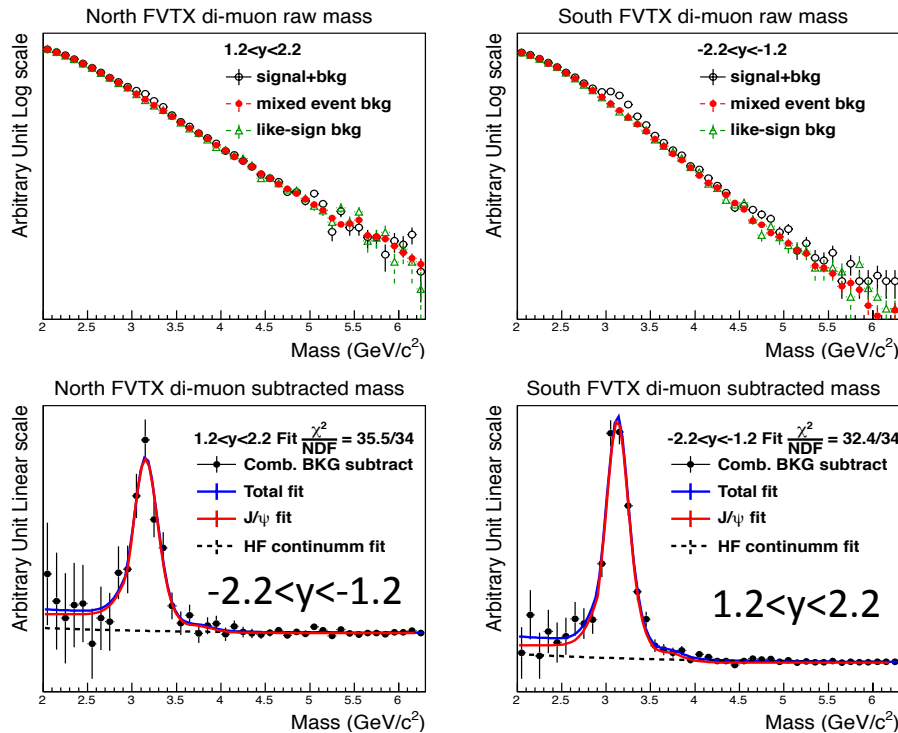 North FVTX di-muon raw mass
Arbitrary Unit Log scale
1.2<y<2.2
signal+bkg
mixed event bkg
like-sign bkg
2 2.5 3 3.5 4 4.5 5 5.5 6
Mass (GeV/c²)
South FVTX di-muon raw mass
Arbitrary Unit Log scale
-2.2<y<-1.2
signal+bkg
mixed event bkg
like-sign bkg
2 2.5 3 3.5 4 4.5 5 5.5 6
Mass (GeV/c²)
North FVTX di-muon subtracted mass
Arbitrary Unit Linear scale
1.2<y<2.2 Fit χ²/NDF = 35.5/34
Comb. BKG subtract
Total fit
J/ψ fit
HF continumm fit
-2.2<y<-1.2
2 2.5 3 3.5 4 4.5 5 5.5 6
Mass (GeV/c²)
South FVTX di-muon subtracted mass
Arbitrary Unit Linear scale
-2.2<y<-1.2 Fit χ²/NDF = 32.4/34
Comb. BKG subtract
Total fit
J/ψ fit
HF continumm fit
1.2<y<2.2
2 2.5 3 3.5 4 4.5 5 5.5 6
Mass (GeV/c²)